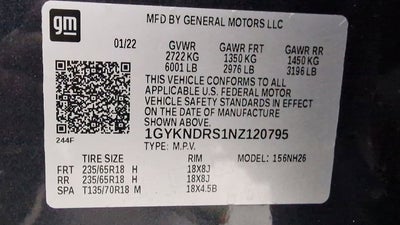 gm
MFD BY GENERAL MOTORS LLC
01/22 GVWR GAWR FRT GAWR RR
2722 KG 1350 KG 1450 KG
6001 LB 2976 LB 3196 LB
THIS VEHICLE CONFORMS TO ALL
APPLICABLE U.S. FEDERAL MOTOR
VEHICLE SAFETY STANDARDS IN EFFECT
ON THE DATE OF MANUFACTURE SHOWN ABOVE.
1GYKNDRS1NZ120795
244F TYPE: M.P.V.
TIRE SIZE RIM MODEL: 156NH26
FRT 235/65R18 H 18X8J
RR 235/65R18 H 18X8J
SPA T135/70R18 M 18X4.5B